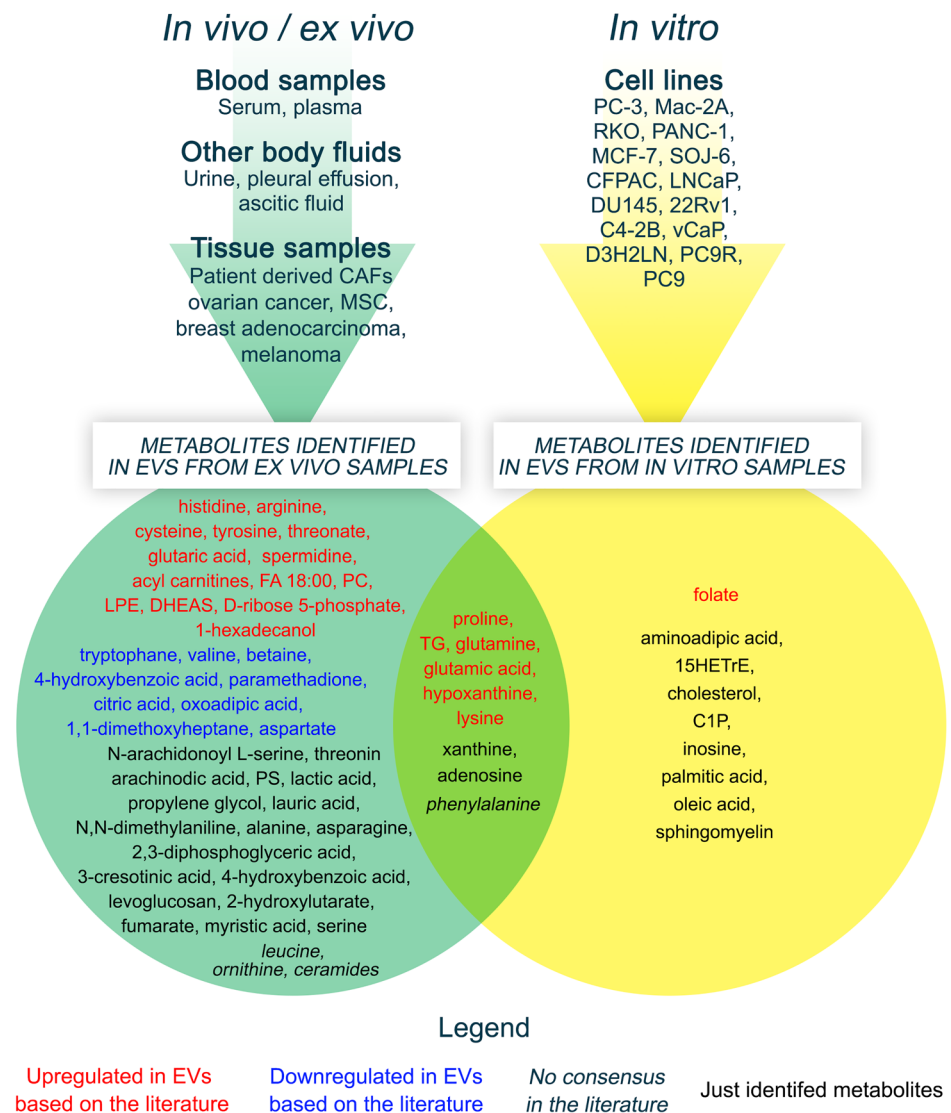 In vivo / ex vivo
Blood samples
Serum, plasma
Other body fluids
Urine, pleural effusion,
ascitic fluid
Tissue samples
Patient derived CAFs
ovarian cancer, MSC,
breast adenocarcinoma,
melanoma
In vitro
Cell lines
PC-3, Mac-2A,
RKO, PANC-1,
MCF-7, SOJ-6,
CFPAC, LNCaP,
DU145, 22Rv1,
C4-2B, vCaP,
D3H2LN, PC9R,
PC9
METABOLITES IDENTIFIED
IN EVS FROM EX VIVO SAMPLES
METABOLITES IDENTIFIED
IN EVS FROM IN VITRO SAMPLES
histidine, arginine,
cysteine, tyrosine, threonate,
glutaric acid, spermidine,
acyl carnitines, FA 18:00, PC,
LPE, DHEAS, D-ribose 5-phosphate,
1-hexadecanol
tryptophane, valine, betaine,
4-hydroxybenzoic acid, paramethadione,
citric acid, oxoadipic acid,
1,1-dimethoxyheptane, aspartate
N-arachidonoyl L-serine, threonin
arachinodic acid, PS, lactic acid,
propylene glycol, lauric acid,
N,N-dimethylaniline, alanine, asparagine,
2,3-diphosphoglyceric acid,
3-cresotinic acid, 4-hydroxybenzoic acid,
levoglucosan, 2-hydroxylutarate,
fumarate, myristic acid, serine
leucine,
ornithine, ceramides
proline,
TG, glutamine,
glutamic acid,
hypoxanthine,
lysine
xanthine,
adenosine
phenylalanine
folate
aminoadipic acid,
15HETrE,
cholesterol,
C1P,
inosine,
palmitic acid,
oleic acid,
sphingomyelin
Legend
Upregulated in EVs
based on the literature
Downregulated in EVs
based on the literature
No consensus
in the literature
Just identifed metabolites